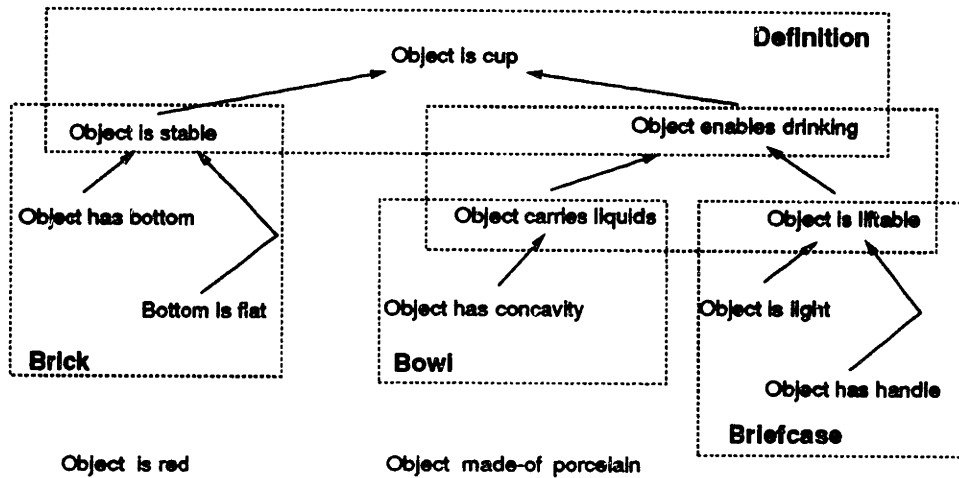 Definition
Object is cup
Object is stable
Object enables drinking
Object has bottom
Object carries liquids
Object is liftable
Bottom is flat
Object has concavity
Object is light
Brick
Bowl
Object has handle
Briefcase
Object is red
Object made-of porcelain